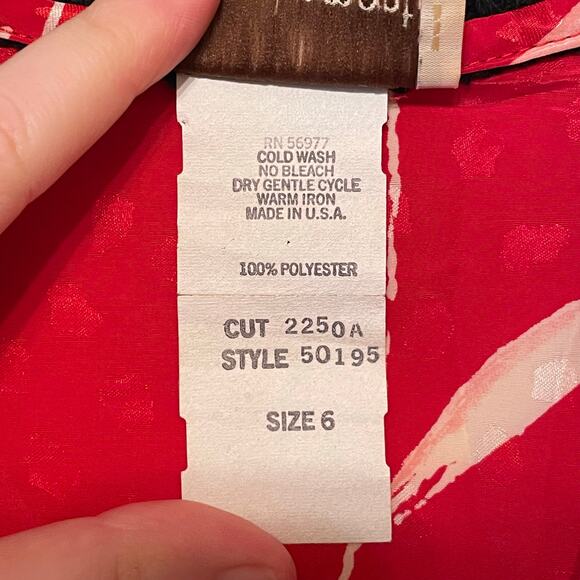 RN 56977
COLD WASH
NO BLEACH
DRY GENTLE CYCLE
WARM IRON
MADE IN U.S.A.
100% POLYESTER
CUT 2250A
STYLE 50195
SIZE 6